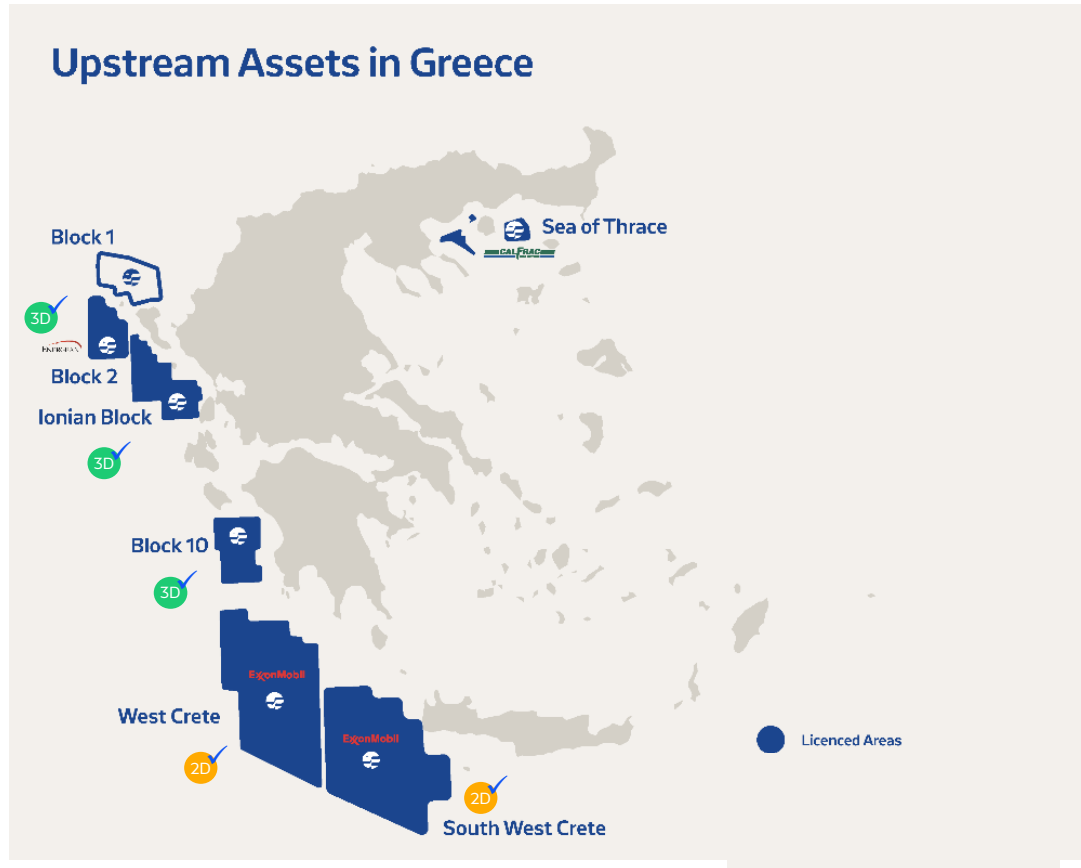 Upstream Assets in Greece
Sea of Thrace
CALFRAC
Block 1
3D
ENERGEAN
Block 2
Ionian Block
3D
Block 10
3D
ExxonMobil
West Crete
ExxonMobil
Licenced Areas
2D
2D
South West Crete